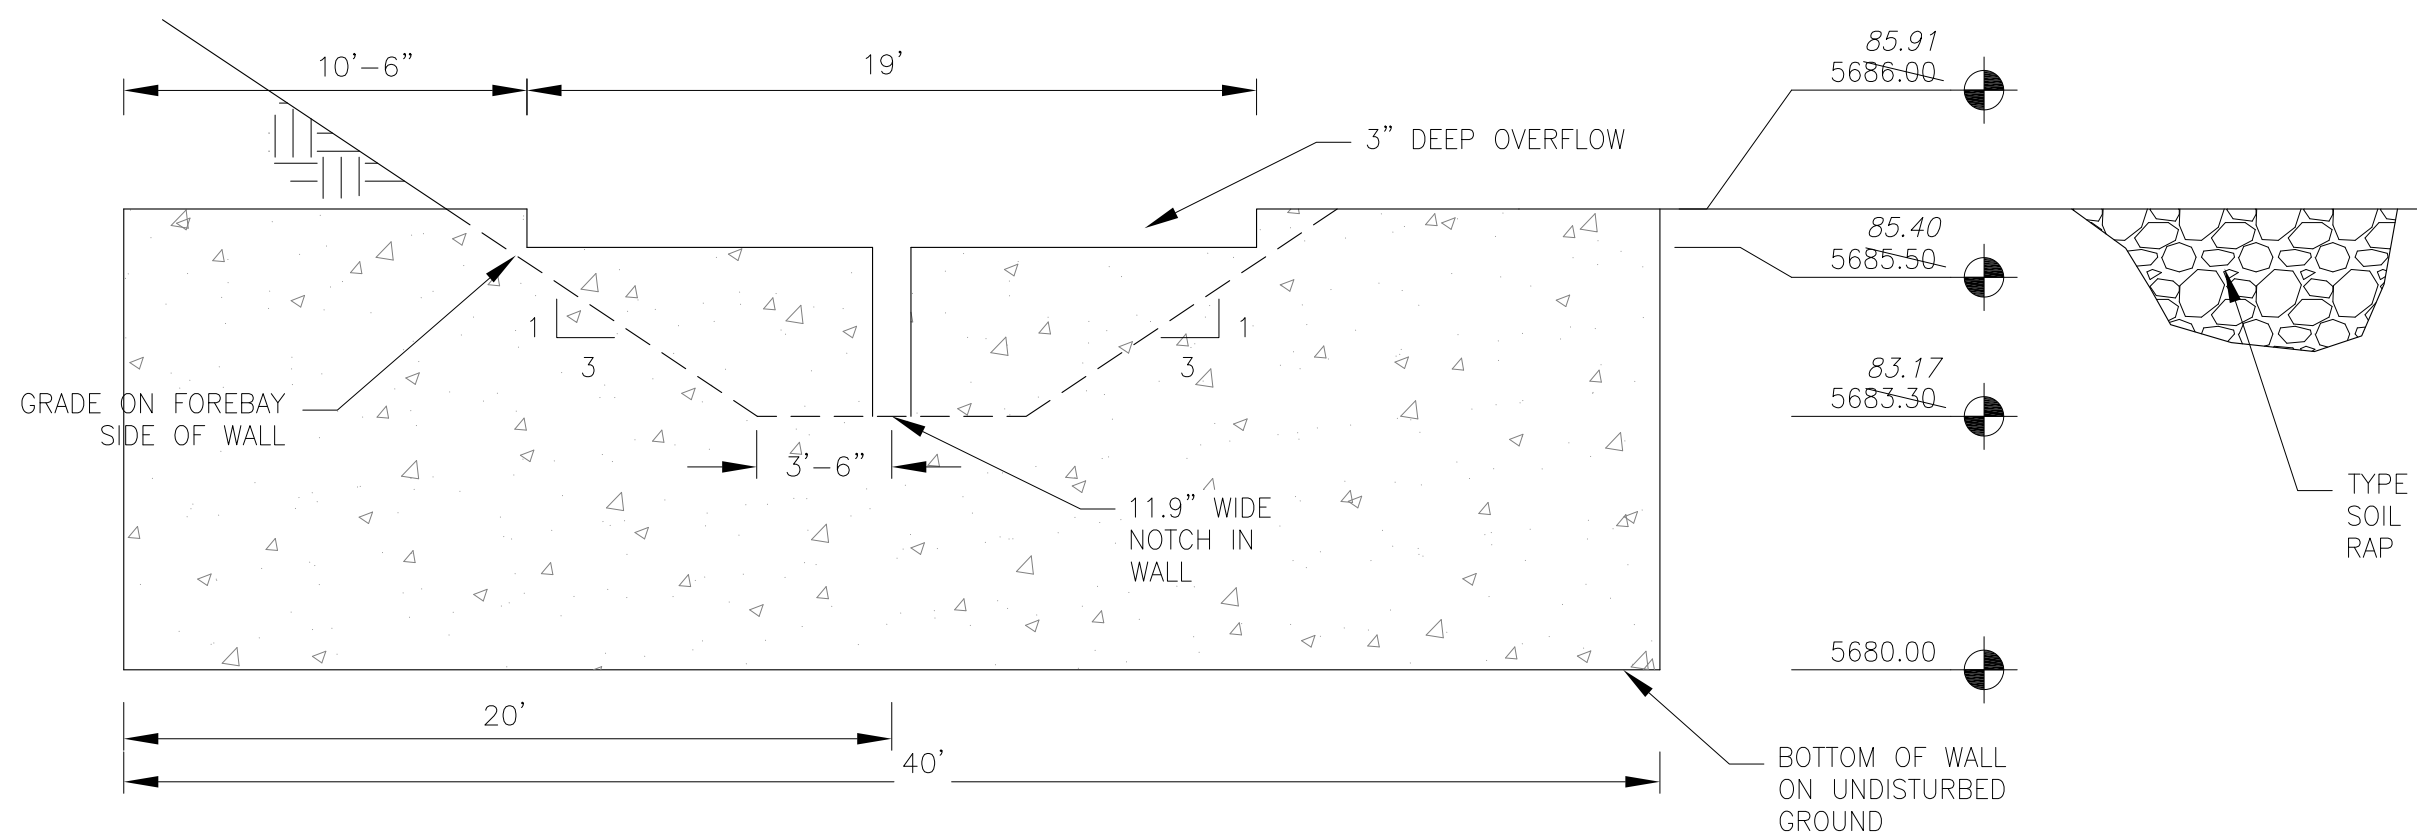 85.91
5686.00
10'-6"
19'
3" DEEP OVERFLOW
85.40
5685.50
1
3
1
3
83.17
5683.30
GRADE ON FOREBAY
SIDE OF WALL
3'-6"
11.9" WIDE
NOTCH IN
WALL
TYPE
SOIL
RAP
5680.00
20'
40'
BOTTOM OF WALL
ON UNDISTURBED
GROUND